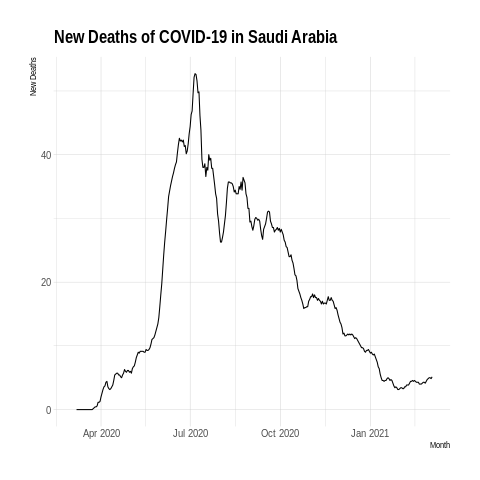 New Deaths of COVID-19 in Saudi Arabia
New Deaths
40
20
0
Apr 2020 Jul 2020 Oct 2020 Jan 2021
Month